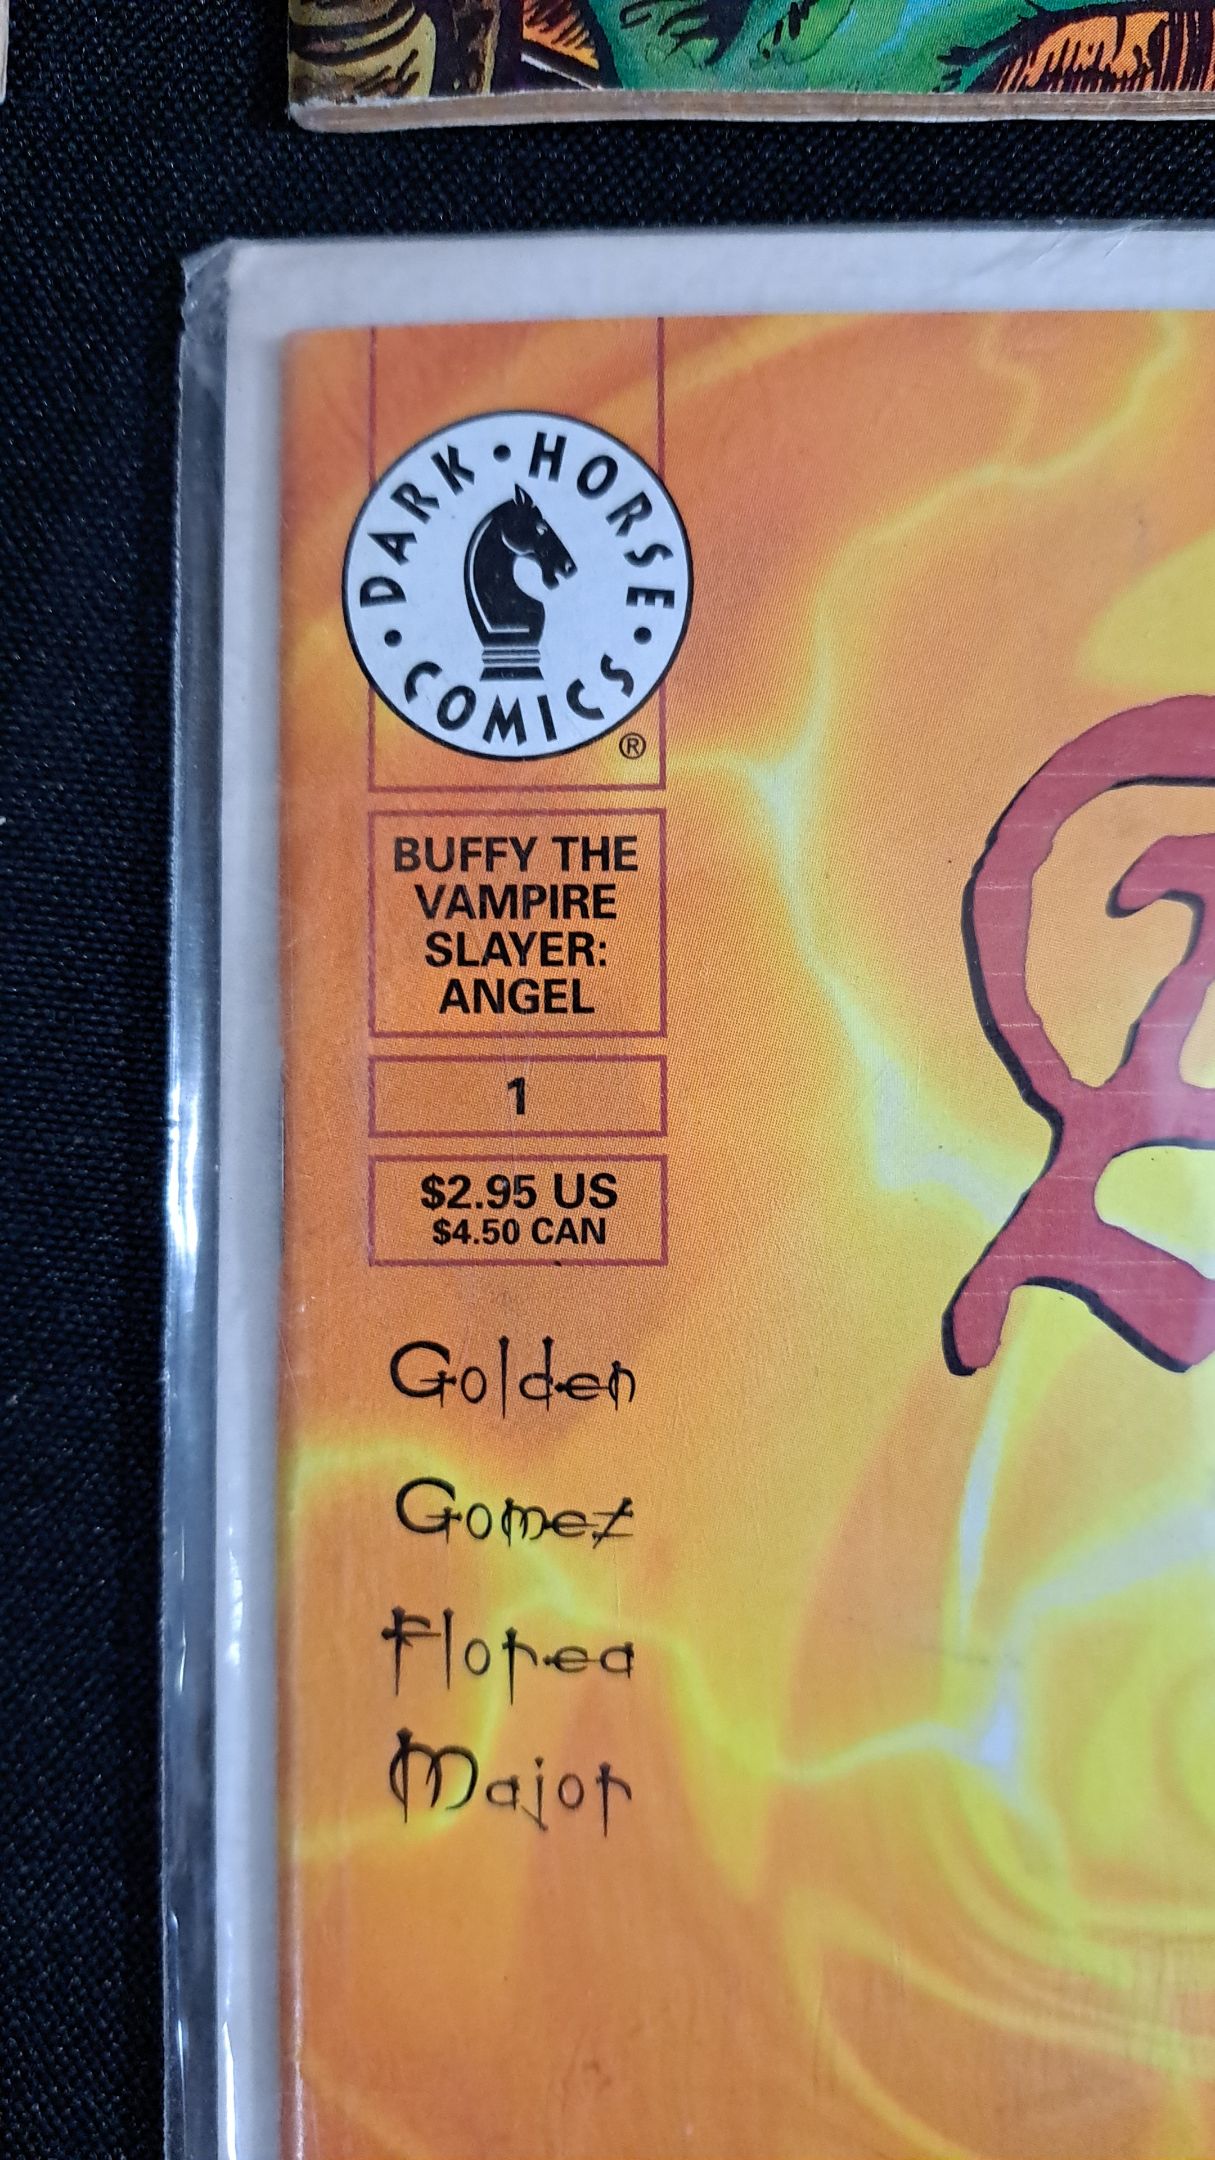 DARK • HORSE • COMICS •
®
BUFFY THE
VAMPIRE
SLAYER:
ANGEL
1
$2.95 US
$4.50 CAN
Golden
Gomez
Florea
Major